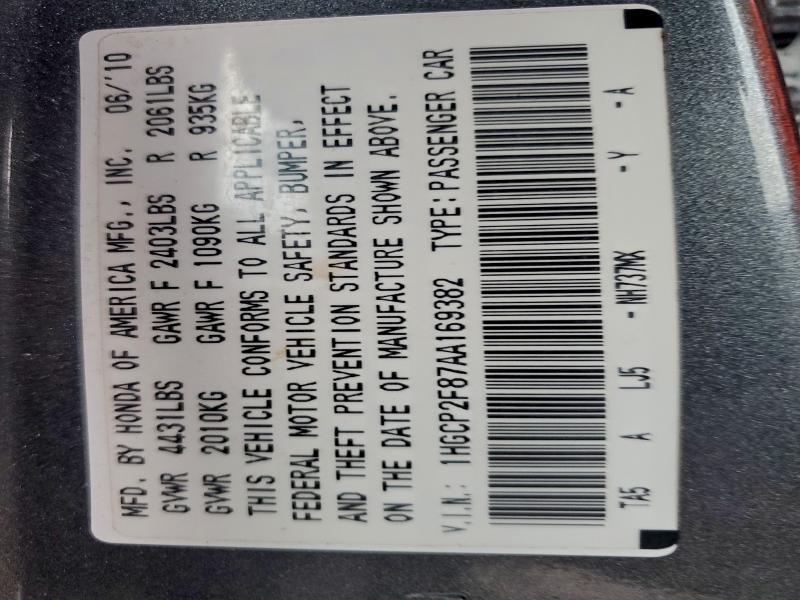 MFD. BY HONDA OF AMERICA MFG., INC. 06/'10
GVWR 4431LBS GAWR F 2403LBS R 2061LBS
GVWR 2010KG GAWR F 1090KG R 935KG
THIS VEHICLE CONFORMS TO ALL APPLICABLE
FEDERAL MOTOR VEHICLE SAFETY, BUMPER,
AND THEFT PREVENTION STANDARDS IN EFFECT
ON THE DATE OF MANUFACTURE SHOWN ABOVE.
V.I.N.: 1HGCP2F87AA169382 TYPE:PASSENGER CAR
TA5 A LJ5 - NH737MX - Y - A